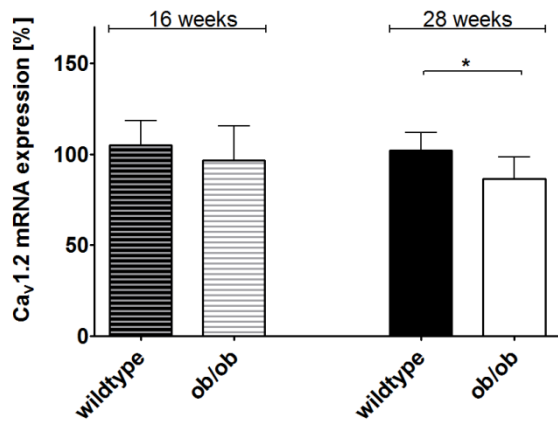 16 weeks
28 weeks
*
Cav1.2 mRNA expression [%]
150
100
50
0
wildtype
ob/ob
wildtype
ob/ob